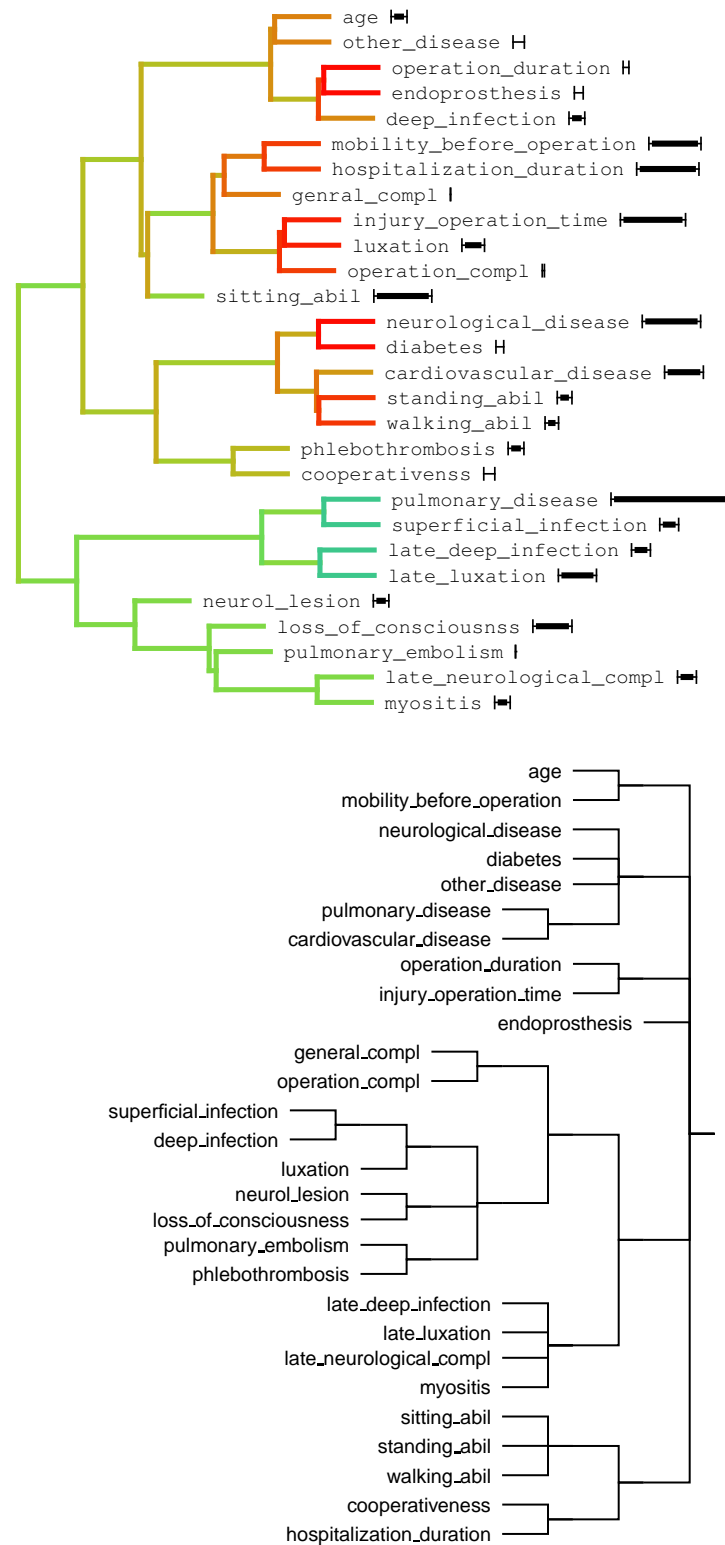 age
other_disease
operation_duration
endoprosthesis
deep_infection
mobility_before_operation
hospitalization_duration
genral_compl
injury_operation_time
luxation
operation_compl
sitting_abil
neurological_disease
diabetes
cardiovascular_disease
standing_abil
walking_abil
phlebothrombosis
cooperativenss
pulmonary_disease
superficial_infection
late_deep_infection
late_luxation
neurol_lesion
loss_of_consciousnss
pulmonary_embolism
late_neurological_compl
myositis
age
mobility_before_operation
neurological_disease
diabetes
other_disease
pulmonary_disease
cardiovascular_disease
operation_duration
injury_operation_time
endoprosthesis
general_compl
operation_compl
superficial_infection
deep_infection
luxation
neurol_lesion
loss_of_consciousness
pulmonary_embolism
phlebothrombosis
late_deep_infection
late_luxation
late_neurological_compl
myositis
sitting_abil
standing_abil
walking_abil
cooperativeness
hospitalization_duration